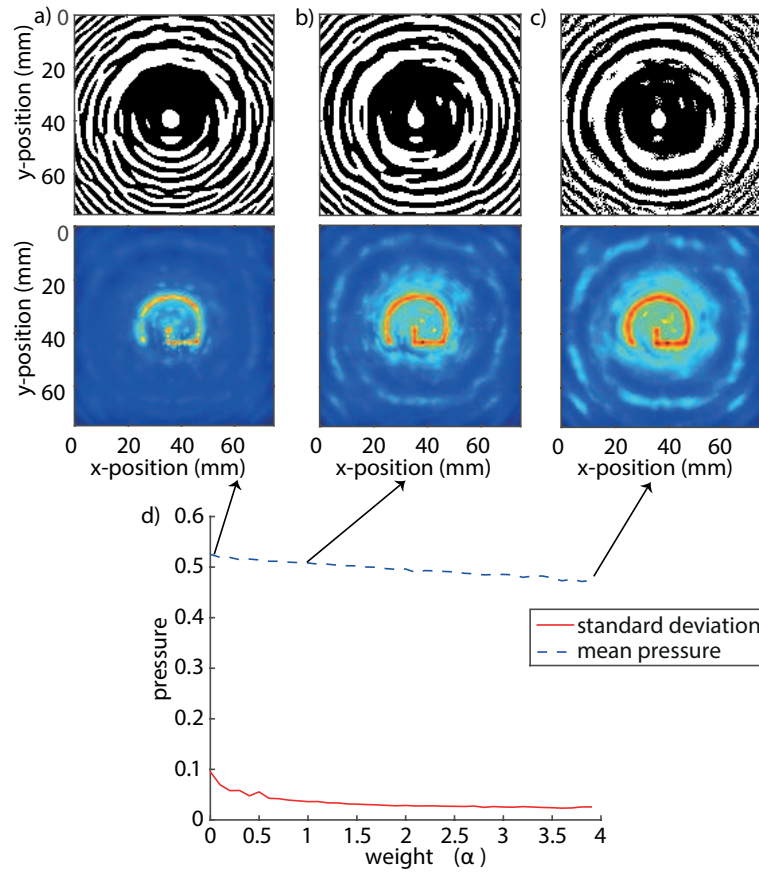 a)
b)
c)
0
20
40
60
y-position (mm)
0
20
40
60
y-position (mm)
0 20 40 60
0 20 40 60
0 20 40 60
x-position (mm)
x-position (mm)
x-position (mm)
d)
0.6
0.5
0.4
0.3
0.2
0.1
0
pressure
standard deviation
mean pressure
0 0.5 1 1.5 2 2.5 3 3.5 4
weight (α)